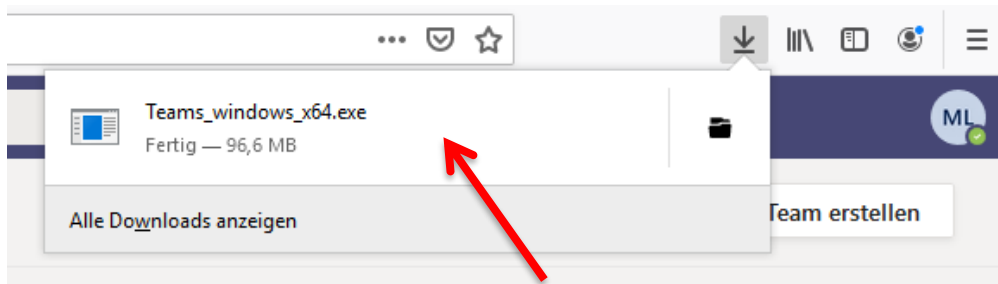 Teams_windows_x64.exe
Fertig — 96,6 MB
ML
Alle Downloads anzeigen
Team erstellen